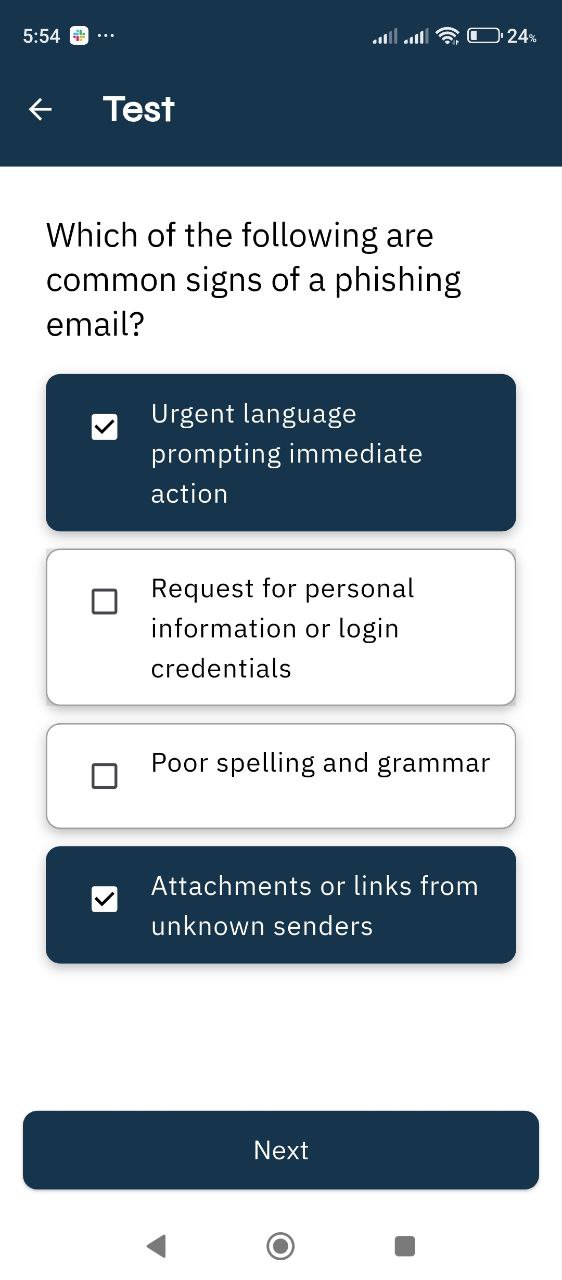 5:54 ... 24%
Test
Which of the following are
common signs of a phishing
email?
Urgent language
prompting immediate
action
Request for personal
information or login
credentials
Poor spelling and grammar
Attachments or links from
unknown senders
Next